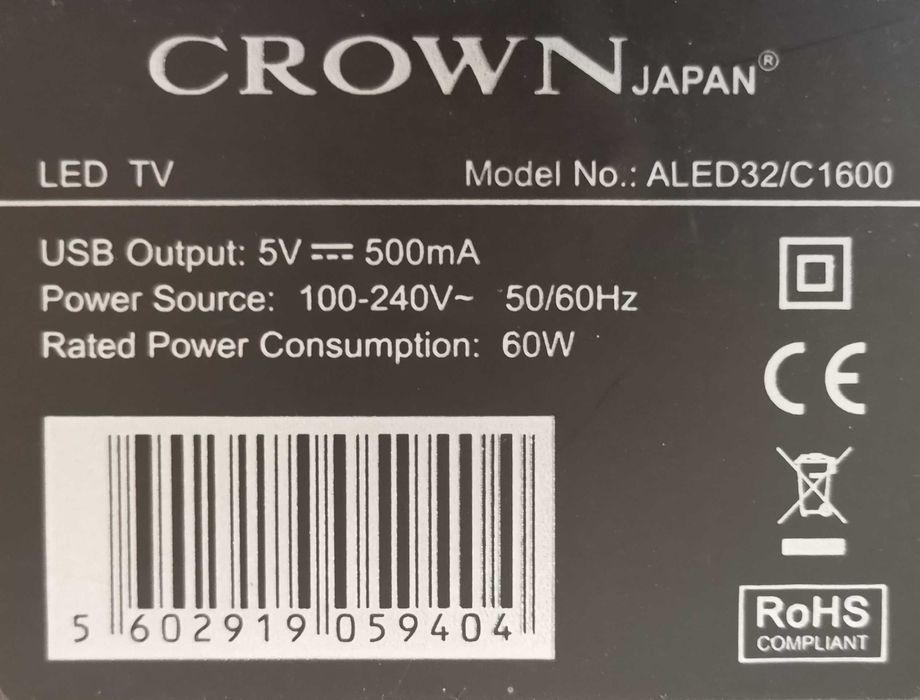 CROWN JAPAN®
LED TV Model No.: ALED32/C1600
USB Output: 5V ⎓ 500mA
Power Source: 100-240V~ 50/60Hz
Rated Power Consumption: 60W
CE
5 602919 059404
RoHS
COMPLIANT